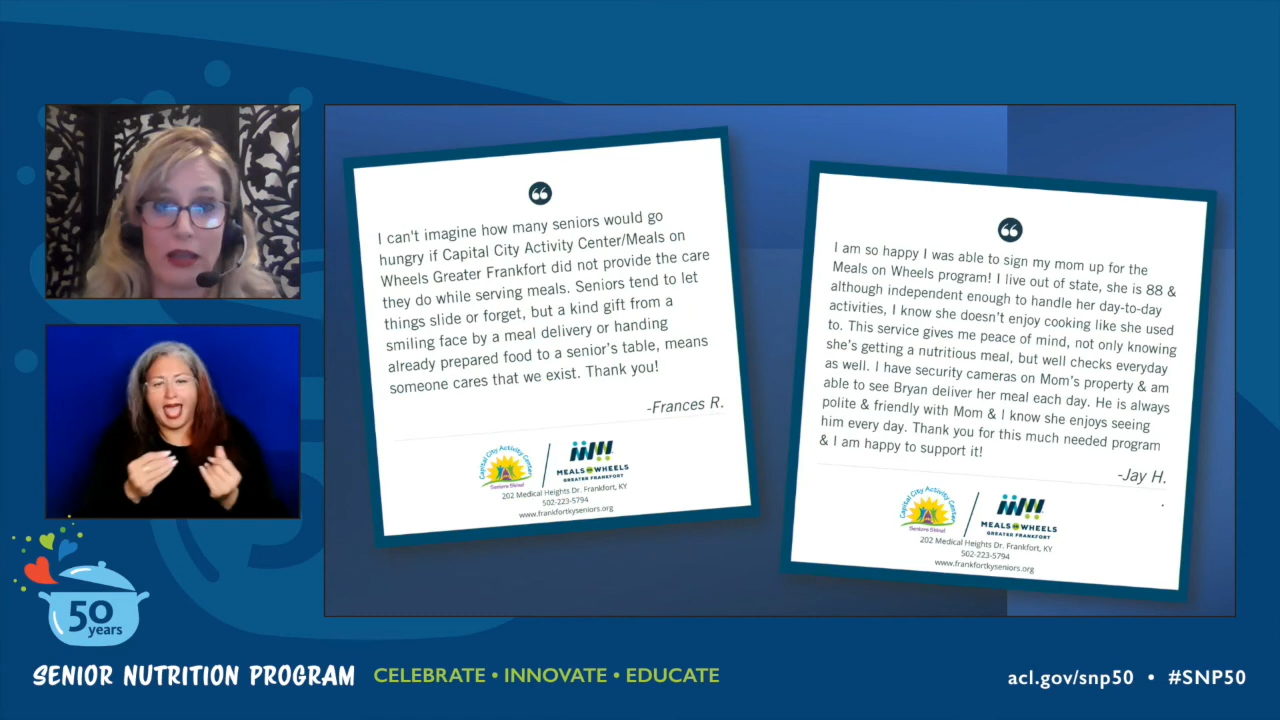 I can't imagine how many seniors would go
hungry if Capital City Activity Center/Meals on
Wheels Greater Frankfort did not provide the care
they do while serving meals. Seniors tend to let
things slide or forget, but a kind gift from a
smiling face by a meal delivery or handing
already prepared food to a senior's table, means
someone cares that we exist. Thank you!
-Frances R.
Capital City Activity Center
Seniors Shine!
MEALS ON WHEELS
GREATER FRANKFORT
202 Medical Heights Dr. Frankfort, KY
502-223-5794
www.frankfortkyseniors.org
I am so happy I was able to sign my mom up for the
Meals on Wheels program! I live out of state, she is 88 &
although independent enough to handle her day-to-day
activities, I know she doesn't enjoy cooking like she used
to. This service gives me peace of mind, not only knowing
she's getting a nutritious meal, but well checks everyday
as well. I have security cameras on Mom's property & am
able to see Bryan deliver her meal each day. He is always
polite & friendly with Mom & I know she enjoys seeing
him every day. Thank you for this much needed program
& I am happy to support it!
-Jay H.
Capital City Activity Center
Seniors Shine!
MEALS ON WHEELS
GREATER FRANKFORT
202 Medical Heights Dr. Frankfort, KY
502-223-5794
www.frankfortkyseniors.org
50
years
SENIOR NUTRITION PROGRAM
CELEBRATE • INNOVATE • EDUCATE
acl.gov/snp50 • #SNP50